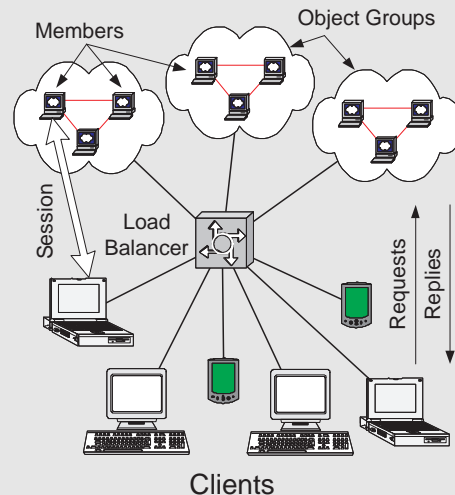 Members
Object Groups
Session
Load
Balancer
Requests
Replies
Clients